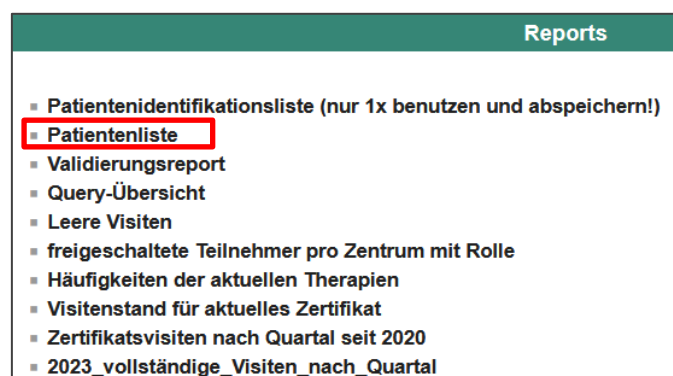 Reports
Patientenidentifikationsliste (nur 1x benutzen und abspeichern!)
Patientenliste
Validierungsreport
Query-Übersicht
Leere Visiten
freigeschaltete Teilnehmer pro Zentrum mit Rolle
Häufigkeiten der aktuellen Therapien
Visitenstand für aktuelles Zertifikat
Zertifikatsvisiten nach Quartal seit 2020
2023_vollständige_Visiten_nach_Quartal